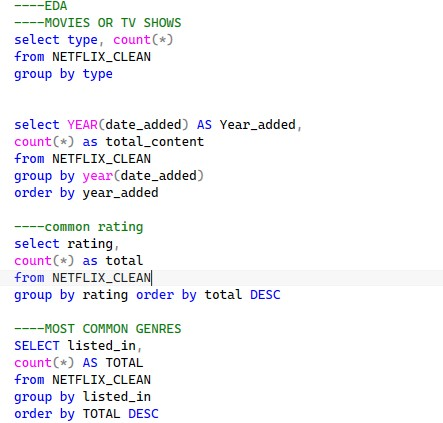 ----EDA
----MOVIES OR TV SHOWS
select type, count(*)
from NETFLIX_CLEAN
group by type
select YEAR(date_added) AS Year_added,
count(*) as total_content
from NETFLIX_CLEAN
group by year(date_added)
order by year_added
----common rating
select rating,
count(*) as total
from NETFLIX_CLEAN
group by rating order by total DESC
----MOST COMMON GENRES
SELECT listed_in,
count(*) AS TOTAL
from NETFLIX_CLEAN
group by listed_in
order by TOTAL DESC